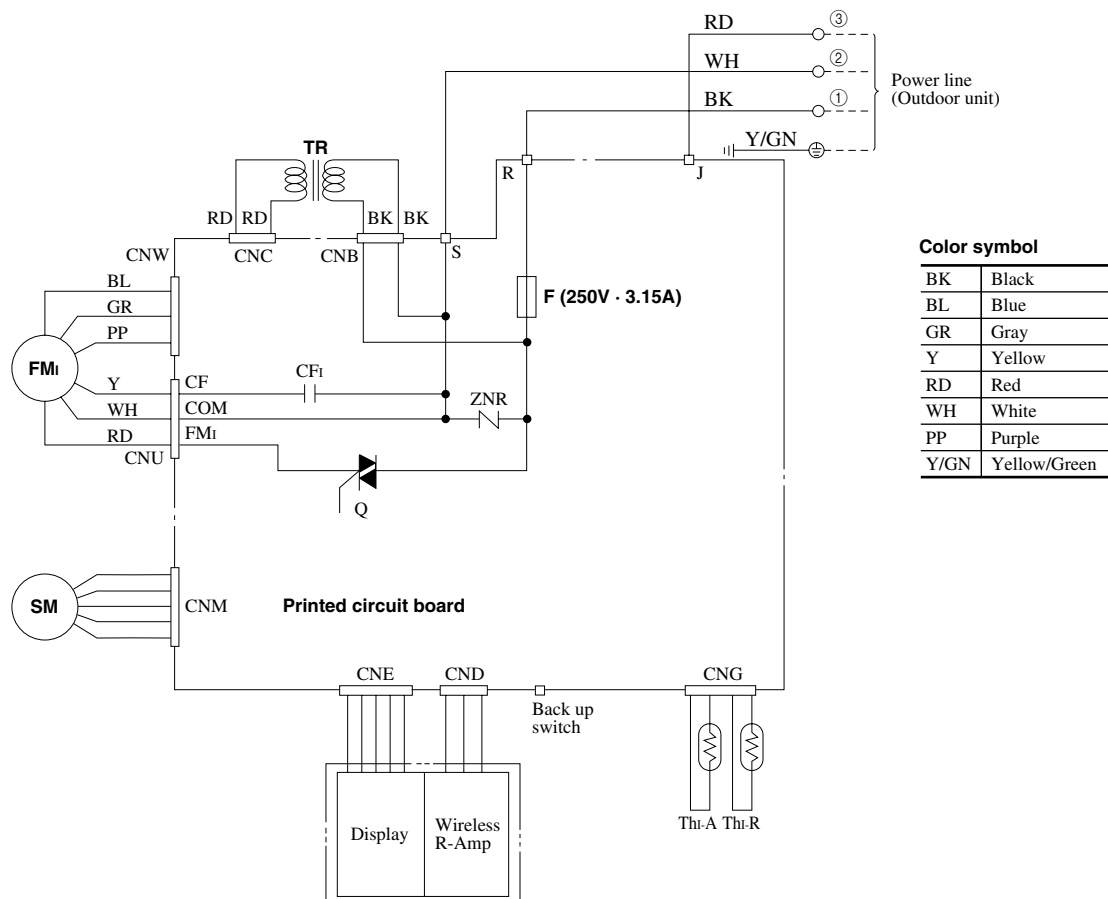 RD ③
WH ②
BK ①
Power line
(Outdoor unit)
Y/GN
TR
R
J
RD RD
BK BK
CNW
CNC
CNB
S
F (250V · 3.15A)
BL
GR
PP
FMI
Y
CF
CFI
ZNR
WH
COM
RD
FMI
CNU
Q
SM
CNM
Printed circuit board
CNE
CND
CNG
Back up
switch
Display
Wireless
R-Amp
ThI-A ThI-R
Color symbol
BK Black
BL Blue
GR Gray
Y Yellow
RD Red
WH White
PP Purple
Y/GN Yellow/Green